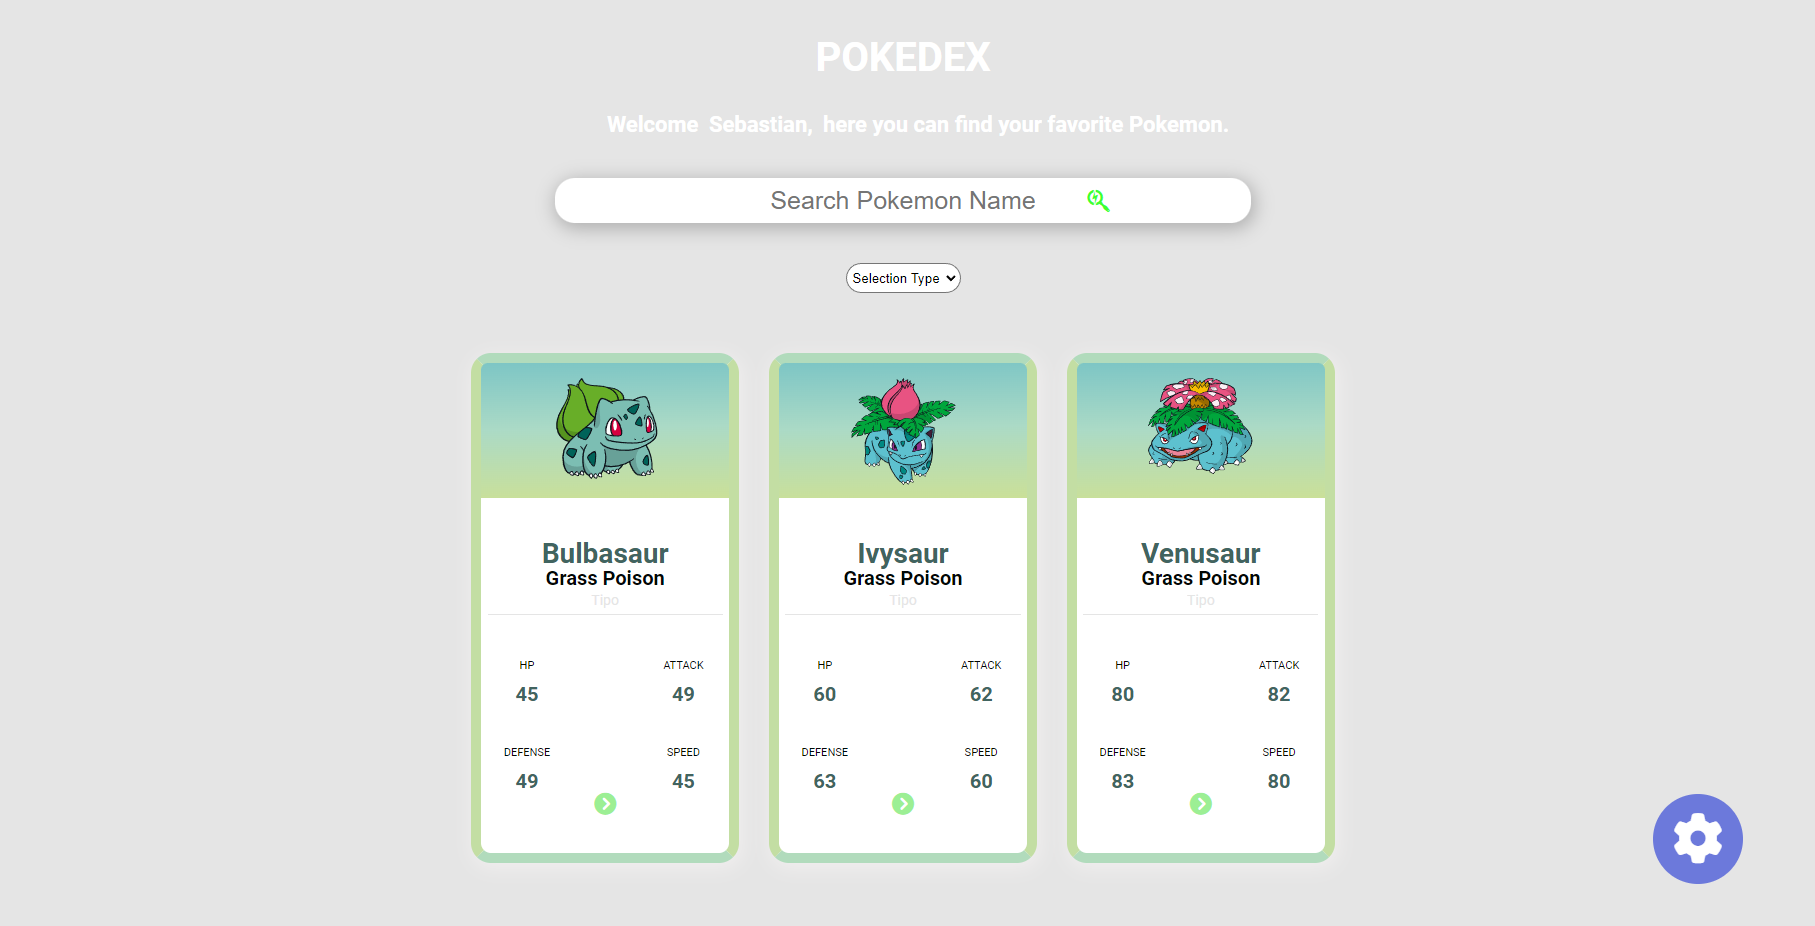 POKEDEX
Welcome Sebastian, here you can find your favorite Pokemon.
Search Pokemon Name
Selection Type
Bulbasaur
Grass Poison
Tipo
HP
ATTACK
45
49
DEFENSE
SPEED
49
45
Ivysaur
Grass Poison
Tipo
HP
ATTACK
60
62
DEFENSE
SPEED
63
60
Venusaur
Grass Poison
Tipo
HP
ATTACK
80
82
DEFENSE
SPEED
83
80